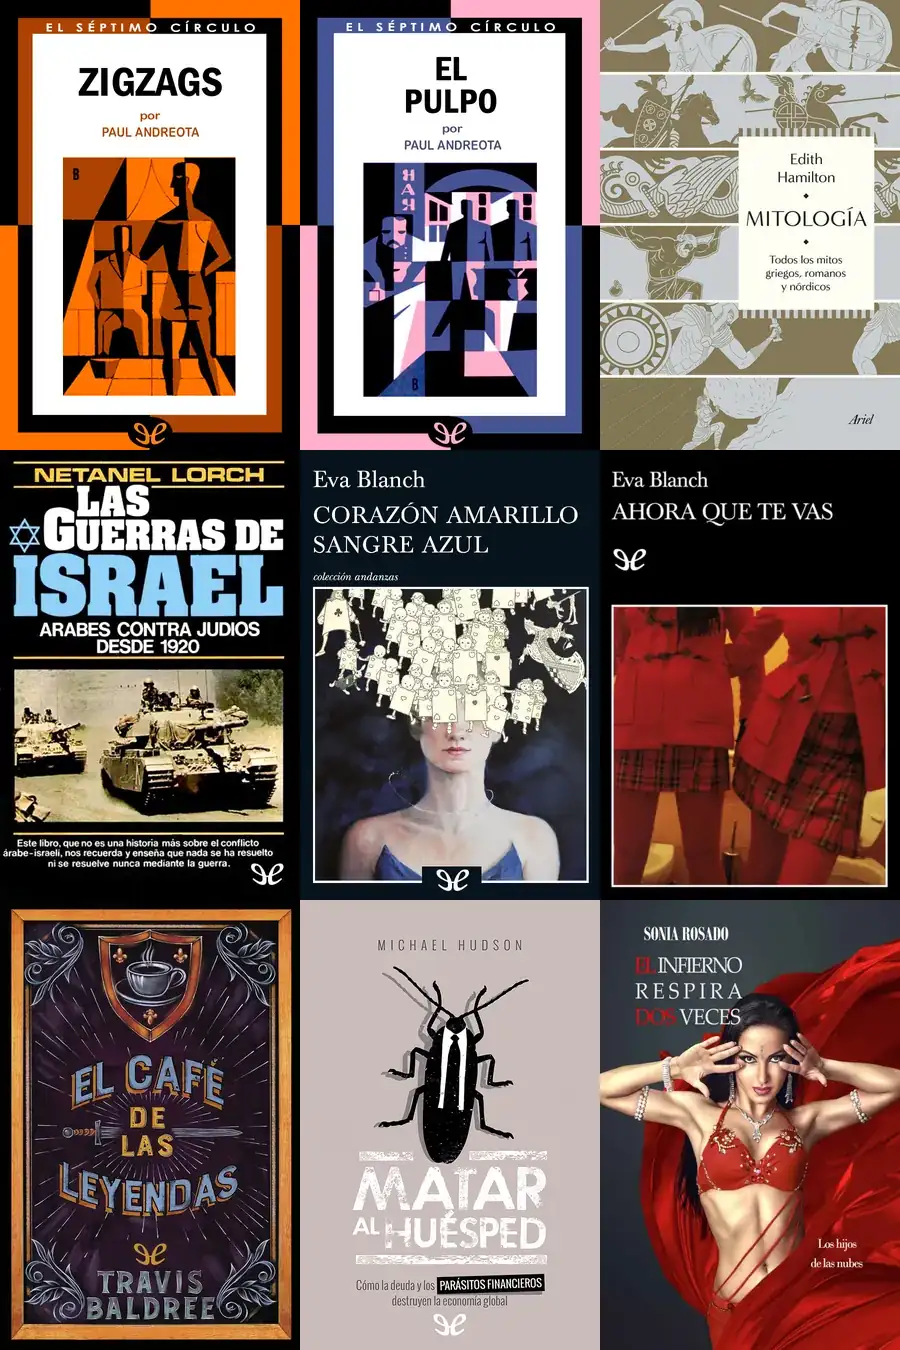 EL SÉPTIMO CÍRCULO
ZIGZAGS
por
PAUL ANDREOTA
B
EL SÉPTIMO CÍRCULO
EL
PULPO
por
PAUL ANDREOTA
B
Edith
Hamilton
MITOLOGÍA
Todos los mitos
griegos, romanos
y nórdicos
Ariel
NETANEL LORCH
LAS
GUERRAS DE
ISRAEL
ARABES CONTRA JUDIOS
DESDE 1920
Este libro, que no es una historia más sobre el conflicto
árabe-israelí, nos recuerda y enseña que nada se ha resuelto
ni se resuelve nunca mediante la guerra.
Eva Blanch
CORAZÓN AMARILLO
SANGRE AZUL
colección andanzas
Eva Blanch
AHORA QUE TE VAS
EL CAFÉ
DE
LAS
LEYENDAS
TRAVIS
BALDREE
MICHAEL HUDSON
MATAR
AL HUÉSPED
Cómo la deuda y los PARÁSITOS FINANCIEROS
destruyen la economía global
SONIA ROSADO
EL INFIERNO
RESPIRA
DOS VECES
Los hijos
de las nubes